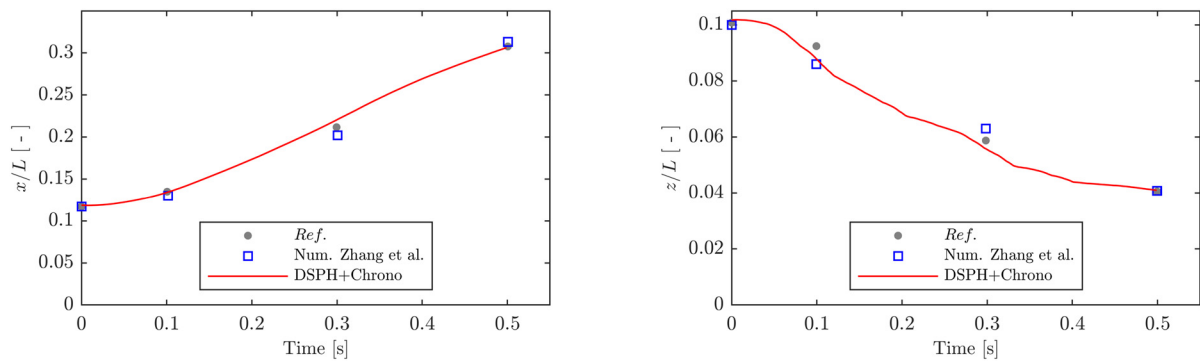 x/L [ - ]
0.3
0.25
0.2
0.15
0.1
0.05
0
0
0.1
0.2
0.3
0.4
0.5
Time [s]
Ref.
Num. Zhang et al.
DSPH+Chrono
z/L [ - ]
0.1
0.08
0.06
0.04
0.02
0
0
0.1
0.2
0.3
0.4
0.5
Time [s]
Ref.
Num. Zhang et al.
DSPH+Chrono